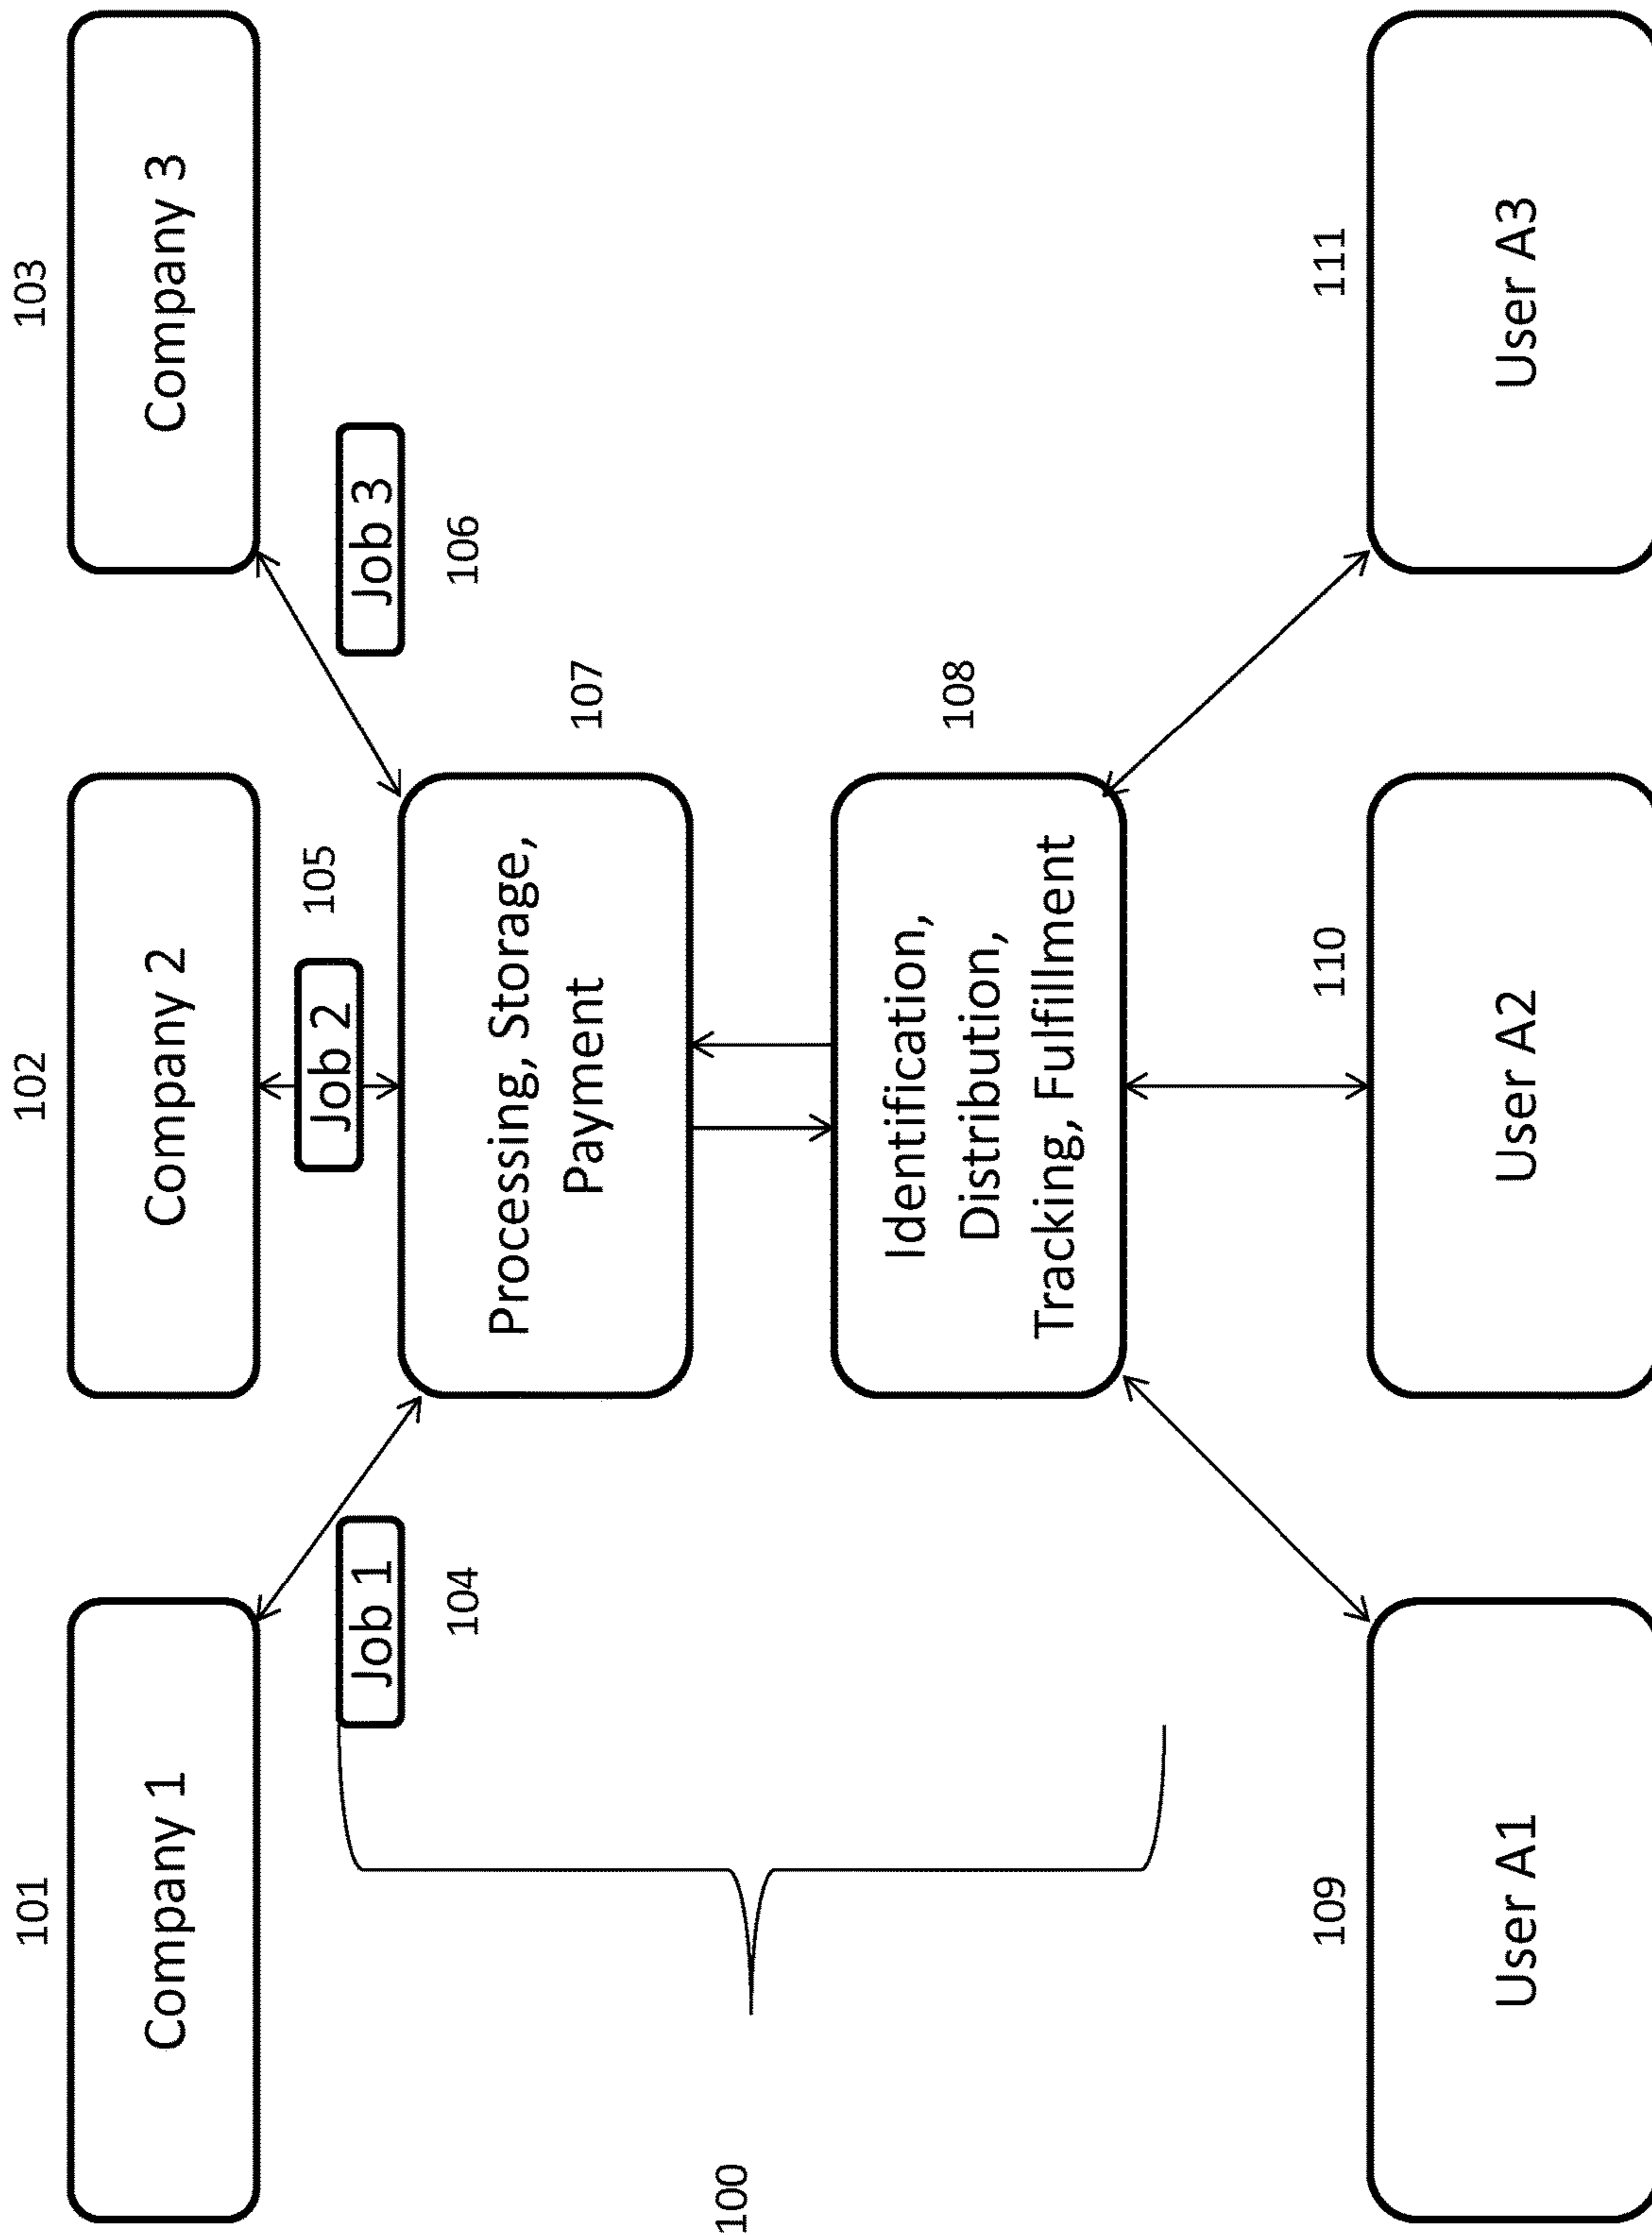 101
102
103
Company 1
Company 2
Company 3
105
Job 2
Job 1
Job 3
104
106
Processing, Storage,
Payment
107
100
Identification,
Distribution,
Tracking, Fulfillment
108
109
110
111
User A1
User A2
User A3